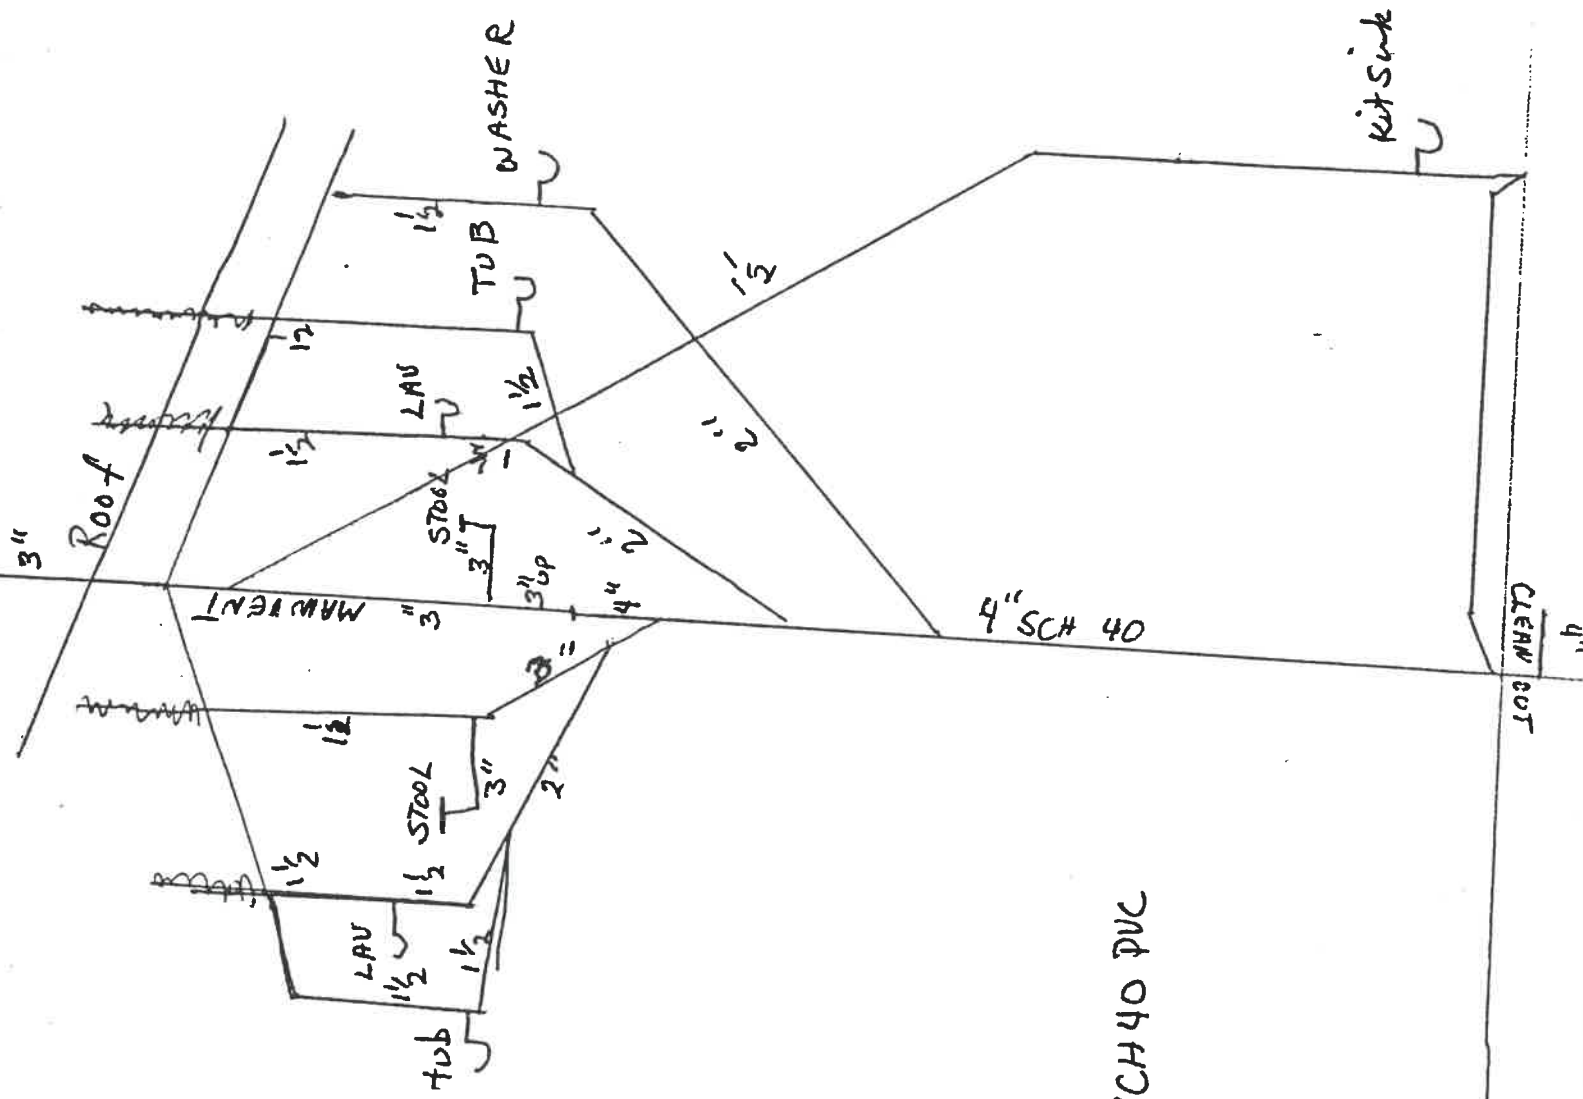 3"
Roof
WASHER
1½
TUB
1½
LAV
1½
1½
STOOL
3"
3" UP
4"
MAIN VENT
3"
2"
2"
1½
Kit Sink
4" SCH 40
CLEAN OUT
4"
3"
1½
STOOL
3"
2"
1½
1½
LAV
1½
1½
tub
SCH 40 PVC